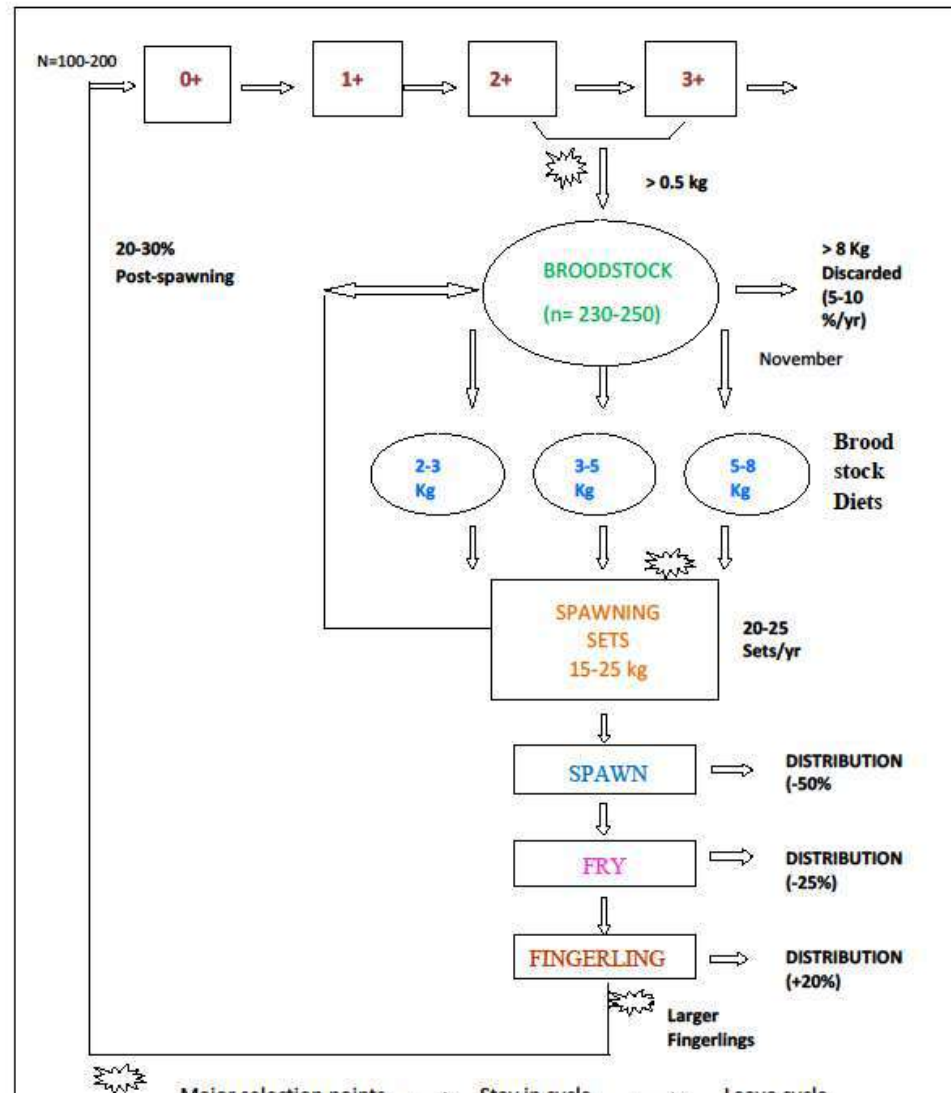 N=100-200
0+
1+
2+
3+
> 0.5 kg
20-30%
Post-spawning
BROODSTOCK
(n= 230-250)
> 8 Kg
Discarded
(5-10
%/yr)
November
2-3
Kg
3-5
Kg
5-8
Kg
Brood
stock
Diets
SPAWNING
SETS
15-25 kg
20-25
Sets/yr
SPAWN
DISTRIBUTION
(-50%
FRY
DISTRIBUTION
(-25%)
FINGERLING
DISTRIBUTION
(+20%)
Larger
Fingerlings
Major selection points
Stay in cycle
Leave cycle